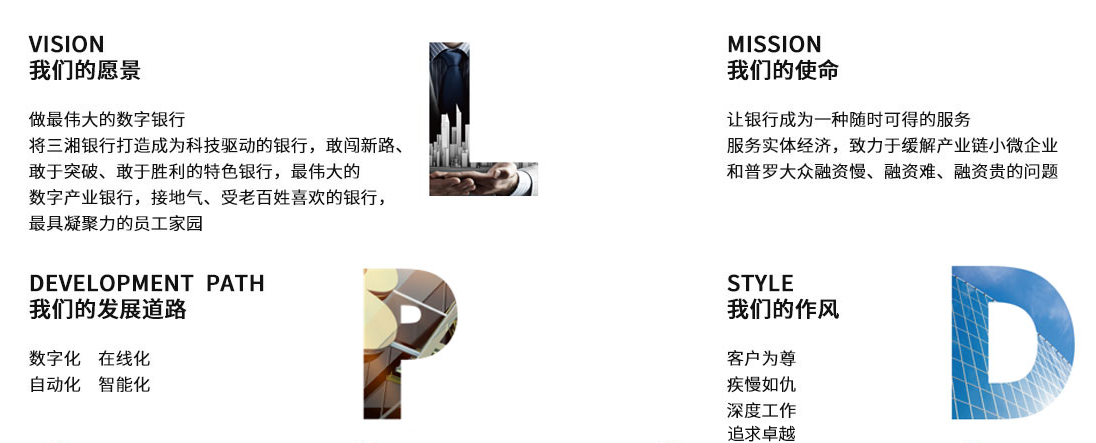 VISION
我们的愿景
做最伟大的数字银行
将三湘银行打造成为科技驱动的银行，敢闯新路、
敢于突破、敢于胜利的特色银行，最伟大的
数字产业银行，接地气、受老百姓喜欢的银行，
最具凝聚力的员工家园
L
MISSION
我们的使命
让银行成为一种随时可得的服务
服务实体经济，致力于缓解产业链小微企业
和普罗大众融资慢、融资难、融资贵的问题
DEVELOPMENT PATH
我们的发展道路
数字化 在线化
自动化 智能化
P
STYLE
我们的作风
客户为尊
疾慢如仇
深度工作
追求卓越
D